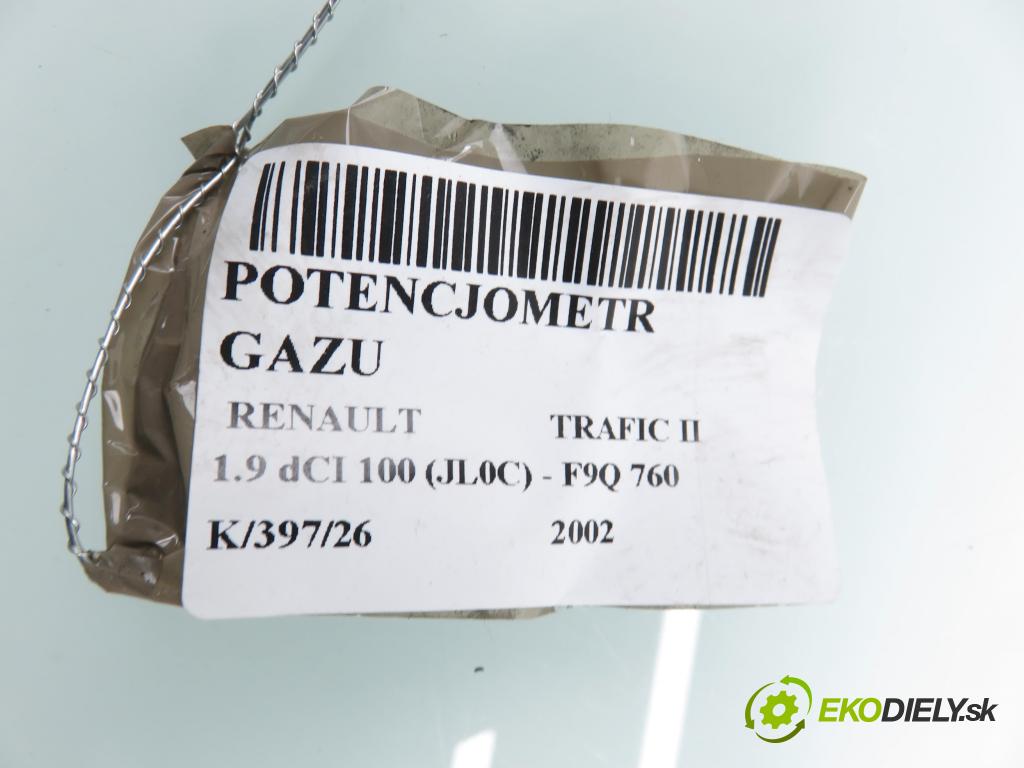 POTENCJOMETR
GAZU
RENAULT TRAFIC II
1.9 dCI 100 (JL0C) - F9Q 760
K/397/26 2002
EKODIELY.sk